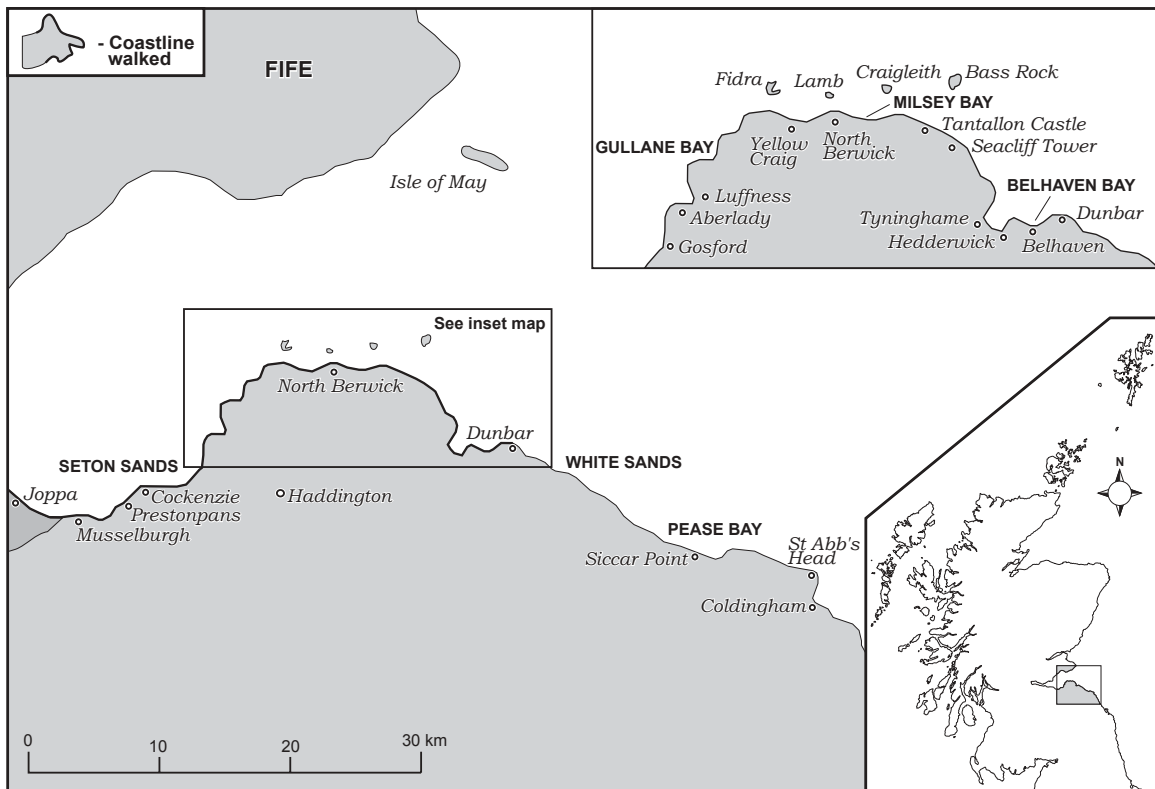 - Coastline
walked
FIFE
Isle of May
Fidra
Lamb
Craigleith
Bass Rock
MILSEY BAY
Tantallon Castle
GULLANE BAY
Yellow
Craig
North
Berwick
Seacliff Tower
BELHAVEN BAY
Luffness
Aberlady
Tyninghame
Dunbar
Gosford
Hedderwick
Belhaven
See inset map
North Berwick
Dunbar
SETON SANDS
WHITE SANDS
Joppa
Cockenzie
Haddington
Prestonpans
Musselburgh
PEASE BAY
Siccar Point
St Abb's
Head
Coldingham
N
0 10 20 30 km